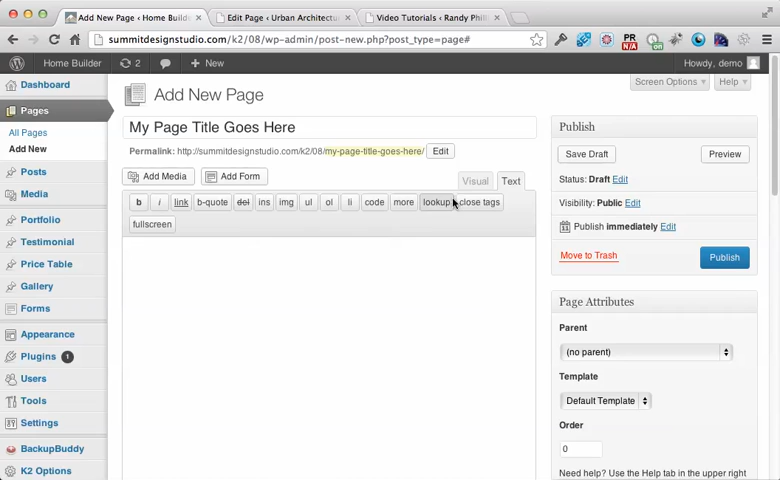 Add New Page ‹ Home Builde
Edit Page ‹ Urban Architectu
Video Tutorials ‹ Randy Phil
summitdesignstudio.com/k2/08/wp-admin/post-new.php?post_type=page#
PR
N/A
Home Builder
2
+ New
Howdy, demo
Dashboard
Pages
All Pages
Add New
Posts
Media
Portfolio
Testimonial
Price Table
Gallery
Forms
Appearance
Plugins 1
Users
Tools
Settings
BackupBuddy
K2 Options
Screen Options
Help
Add New Page
My Page Title Goes Here
Permalink: http://summitdesignstudio.com/k2/08/my-page-title-goes-here/ Edit
Add Media
Add Form
Visual
Text
b i link b-quote del ins img ul ol li code more lookup close tags
fullscreen
Publish
Save Draft
Preview
Status: Draft Edit
Visibility: Public Edit
Publish immediately Edit
Move to Trash
Publish
Page Attributes
Parent
(no parent)
Template
Default Template
Order
0
Need help? Use the Help tab in the upper right